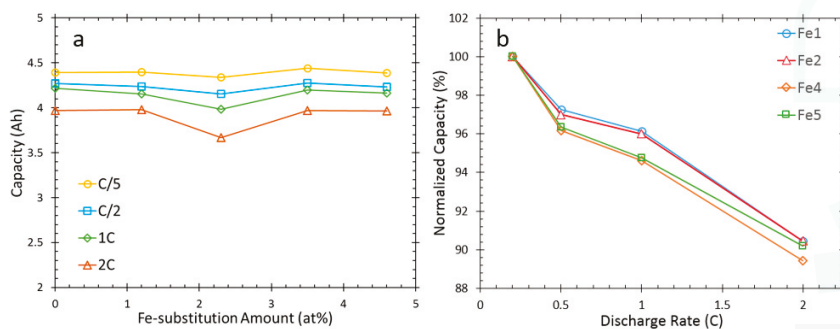 a
5
4.5
4
3.5
3
2.5
2
0
1
2
3
4
5
Capacity (Ah)
Fe-substitution Amount (at%)
C/5
C/2
1C
2C
b
102
100
98
96
94
92
90
88
0
0.5
1
1.5
2
Normalized Capacity (%)
Discharge Rate (C)
Fe1
Fe2
Fe4
Fe5